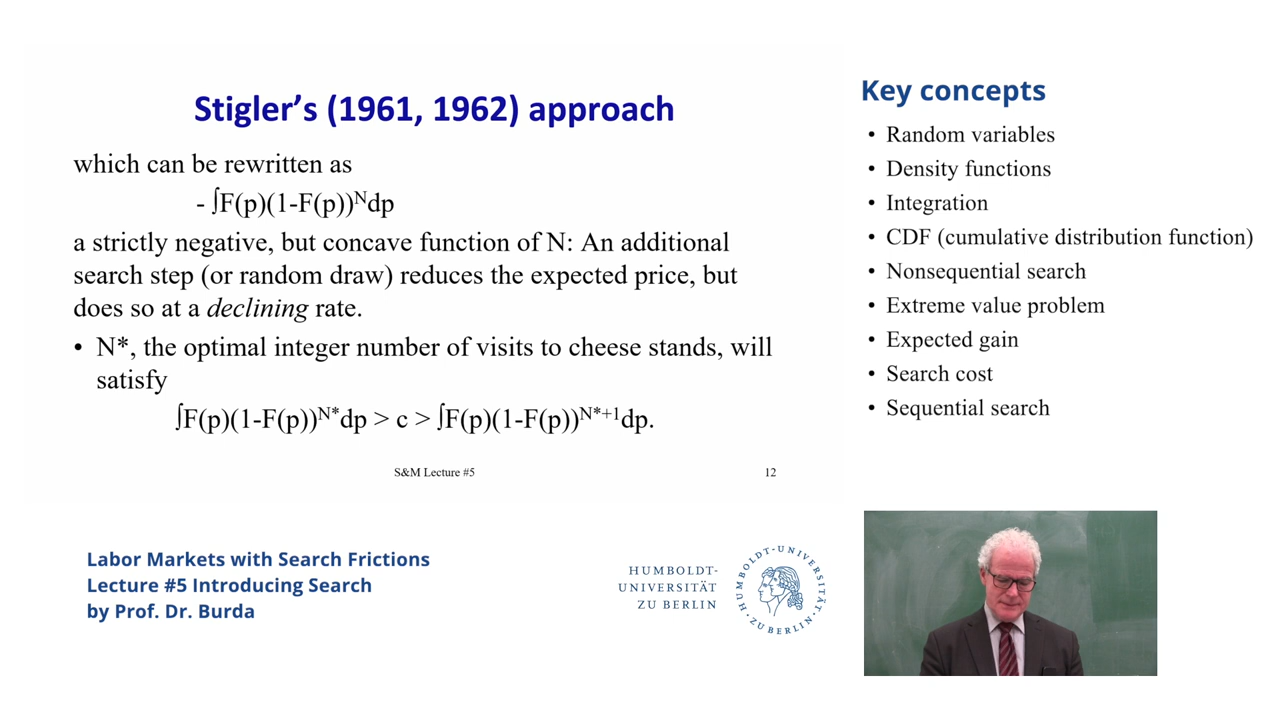 Stigler’s (1961, 1962) approach
which can be rewritten as
- ∫F(p)(1-F(p))ᴺdp
a strictly negative, but concave function of N: An additional
search step (or random draw) reduces the expected price, but
does so at a declining rate.
• N*, the optimal integer number of visits to cheese stands, will
satisfy
∫F(p)(1-F(p))ᴺ*dp > c > ∫F(p)(1-F(p))ᴺ*⁺¹dp.
S&M Lecture #5
12
Key concepts
• Random variables
• Density functions
• Integration
• CDF (cumulative distribution function)
• Nonsequential search
• Extreme value problem
• Expected gain
• Search cost
• Sequential search
Labor Markets with Search Frictions
Lecture #5 Introducing Search
by Prof. Dr. Burda
HUMBOLDT-
UNIVERSITÄT
ZU BERLIN
HUMBOLDT-UNIVERSITÄT
· ZU BERLIN ·